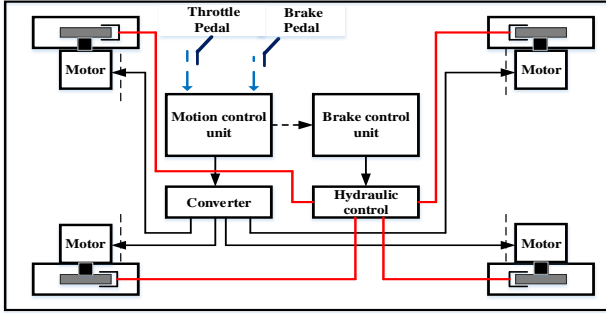 Throttle
Pedal
Brake
Pedal
Motor
Motor
Motion control
unit
Brake control
unit
Converter
Hydraulic
control
Motor
Motor